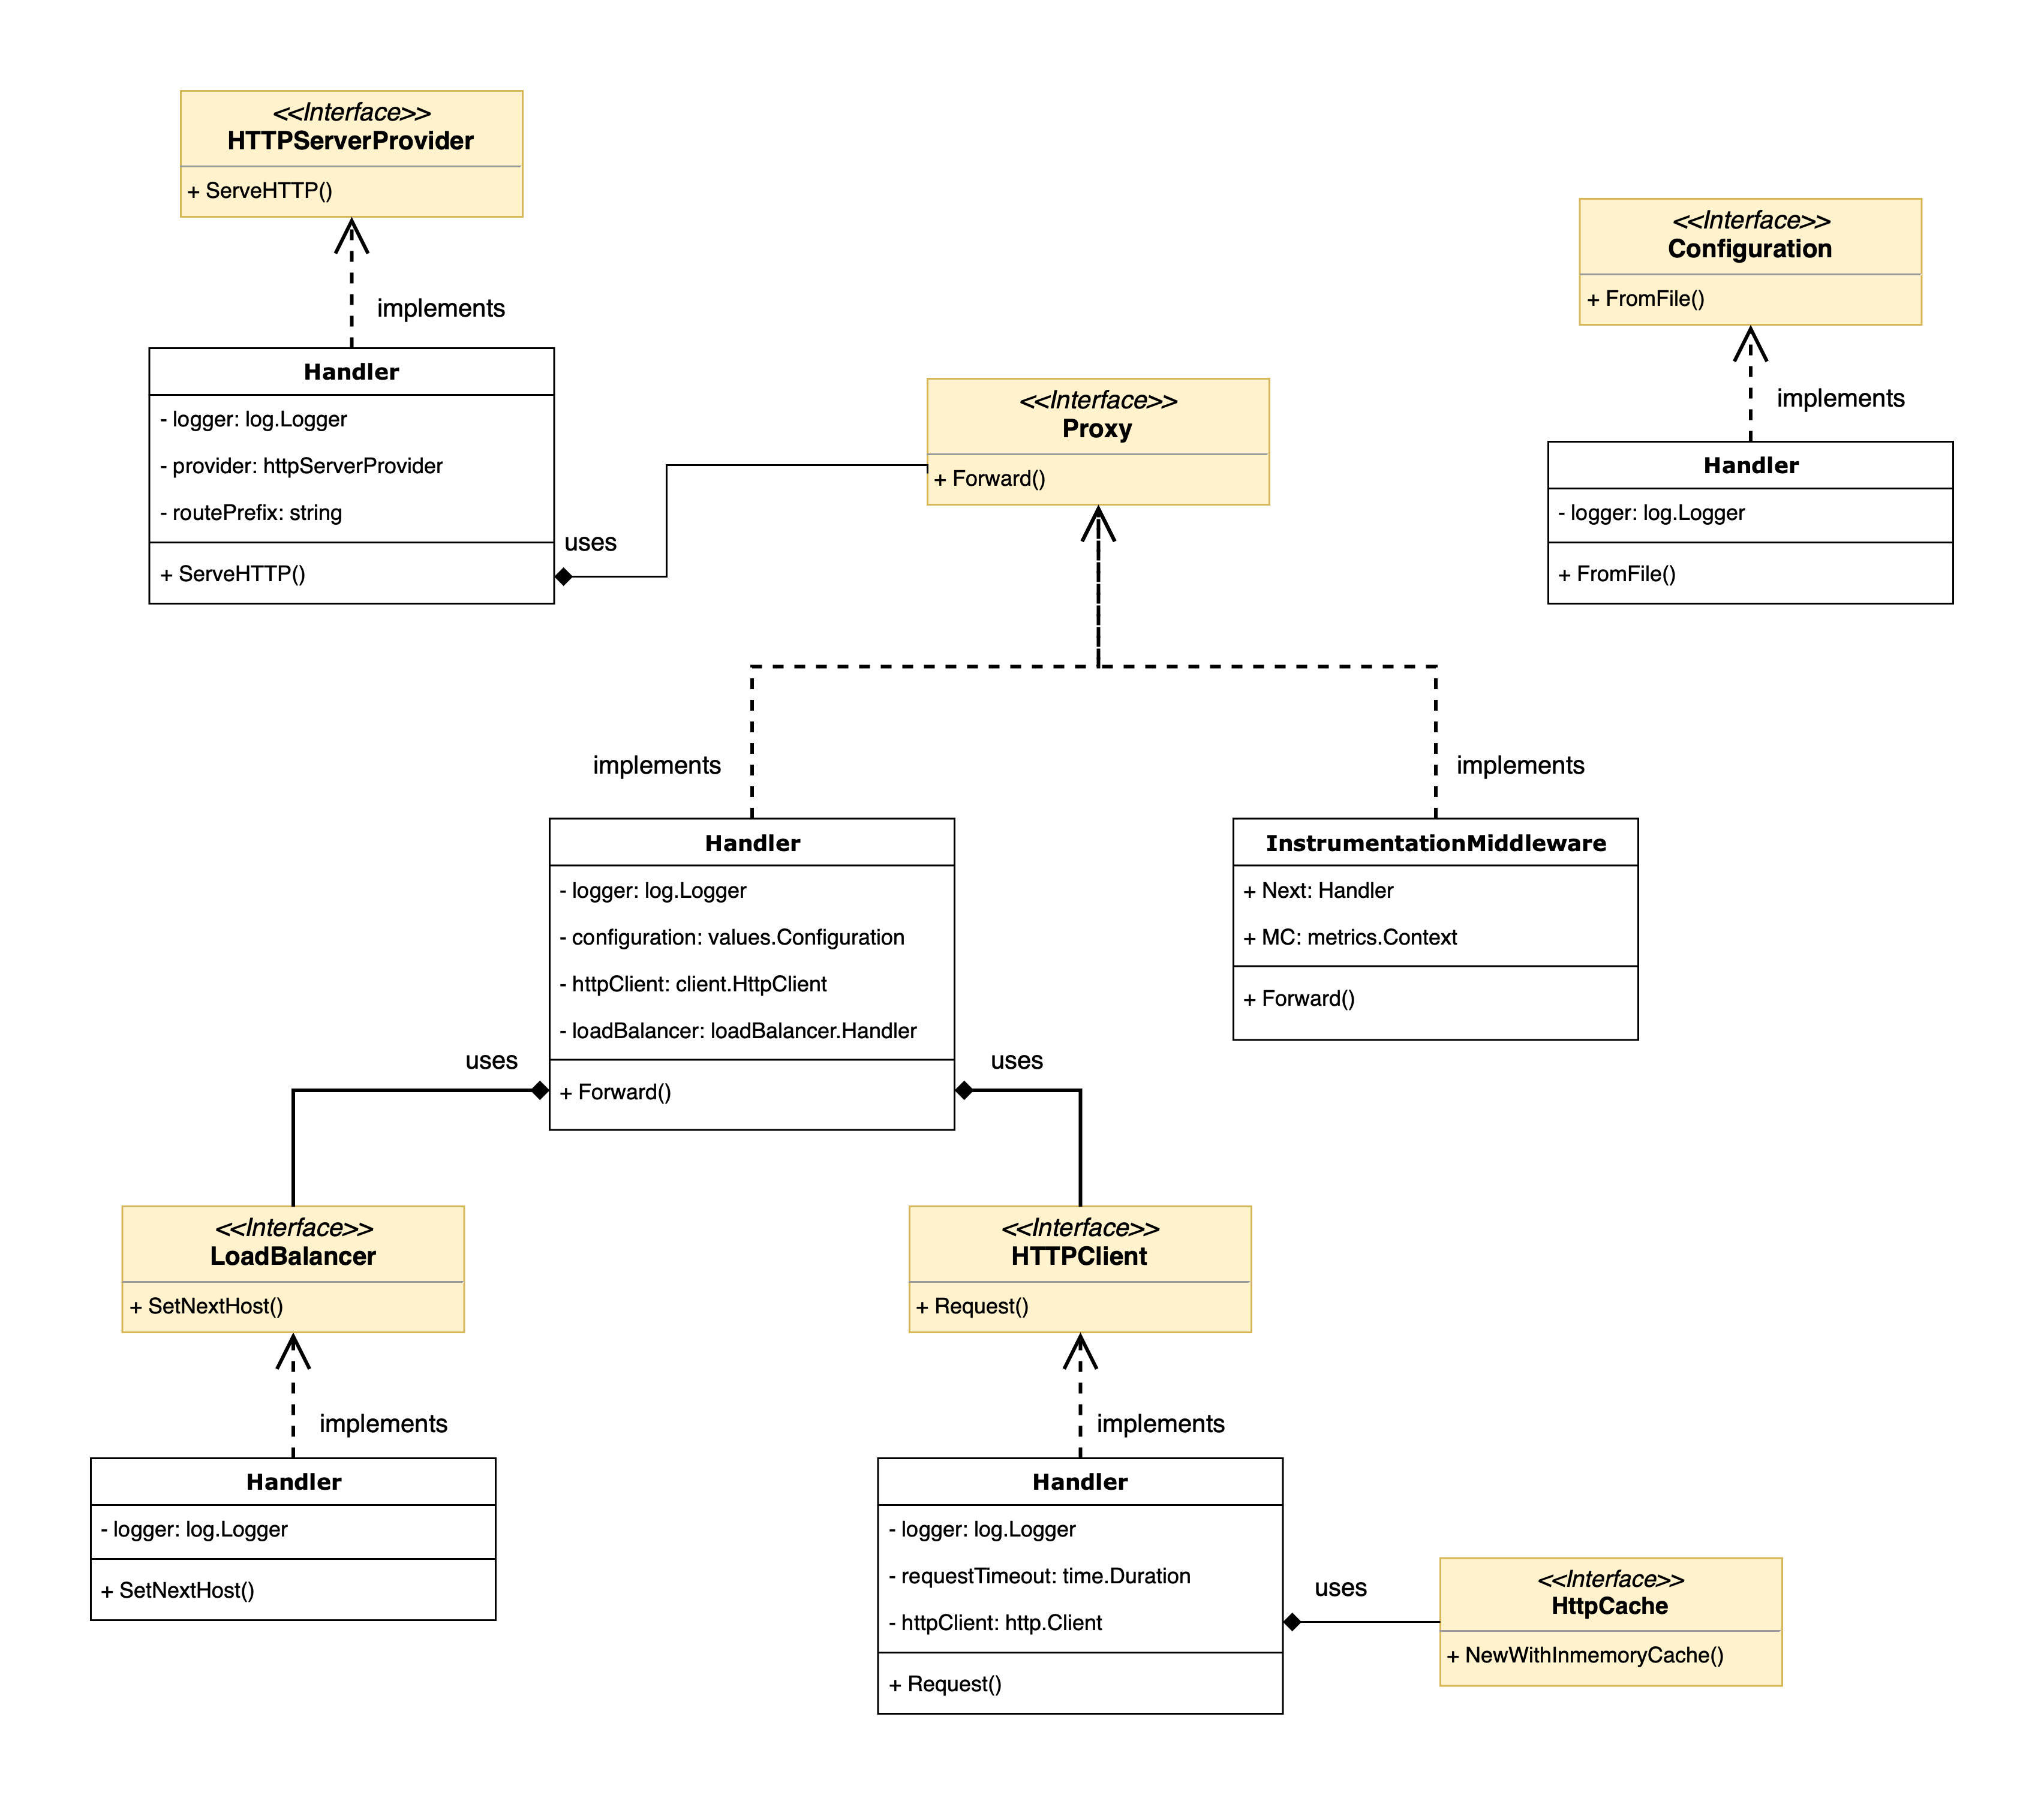 <<Interface>>
HTTPServerProvider
+ ServeHTTP()
implements
Handler
- logger: log.Logger
- provider: httpServerProvider
- routePrefix: string
+ ServeHTTP()
uses
<<Interface>>
Proxy
+ Forward()
<<Interface>>
Configuration
+ FromFile()
implements
Handler
- logger: log.Logger
+ FromFile()
implements
implements
Handler
- logger: log.Logger
- configuration: values.Configuration
- httpClient: client.HttpClient
- loadBalancer: loadBalancer.Handler
+ Forward()
InstrumentationMiddleware
+ Next: Handler
+ MC: metrics.Context
+ Forward()
uses
uses
<<Interface>>
LoadBalancer
+ SetNextHost()
implements
Handler
- logger: log.Logger
+ SetNextHost()
<<Interface>>
HTTPClient
+ Request()
implements
Handler
- logger: log.Logger
- requestTimeout: time.Duration
- httpClient: http.Client
+ Request()
uses
<<Interface>>
HttpCache
+ NewWithInmemoryCache()